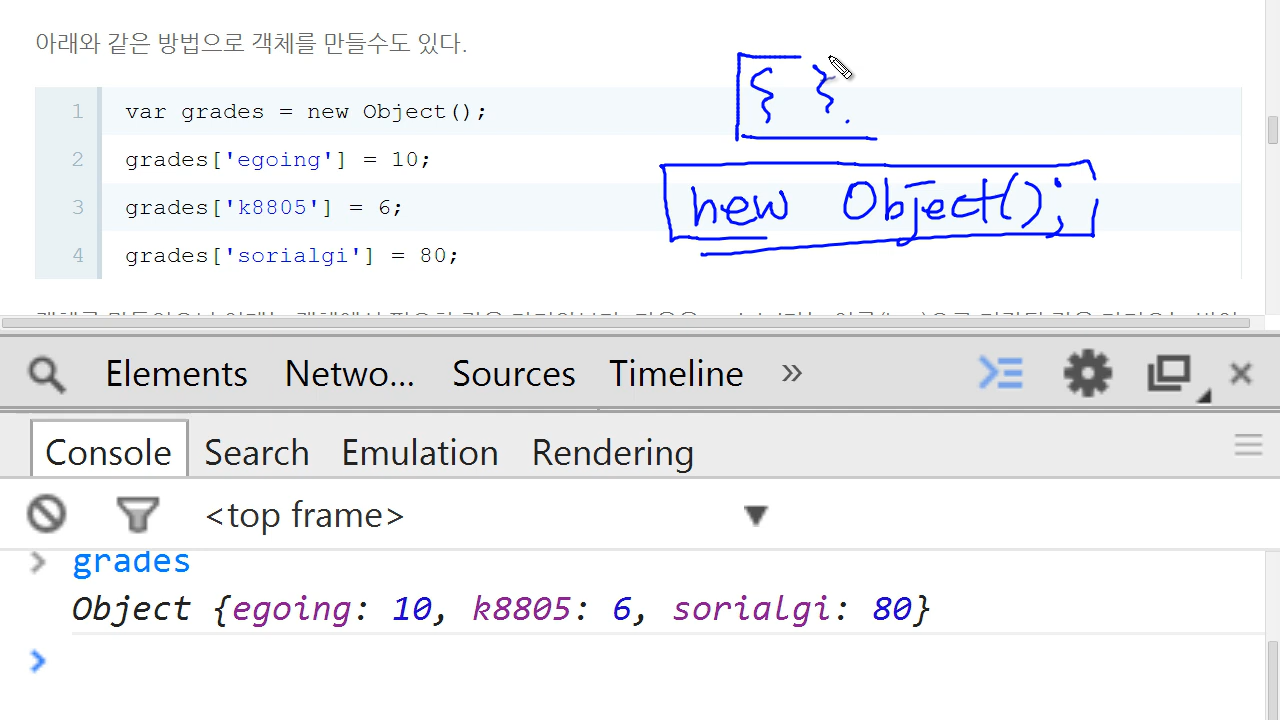 아래와 같은 방법으로 객체를 만들수도 있다.
{ }.
1 var grades = new Object();
2 grades['egoing'] = 10;
3 grades['k8805'] = 6;
4 grades['sorialgi'] = 80;
new Object();
Elements Netwo... Sources Timeline »
Console Search Emulation Rendering
<top frame> ▼
> grades
Object {egoing: 10, k8805: 6, sorialgi: 80}
>